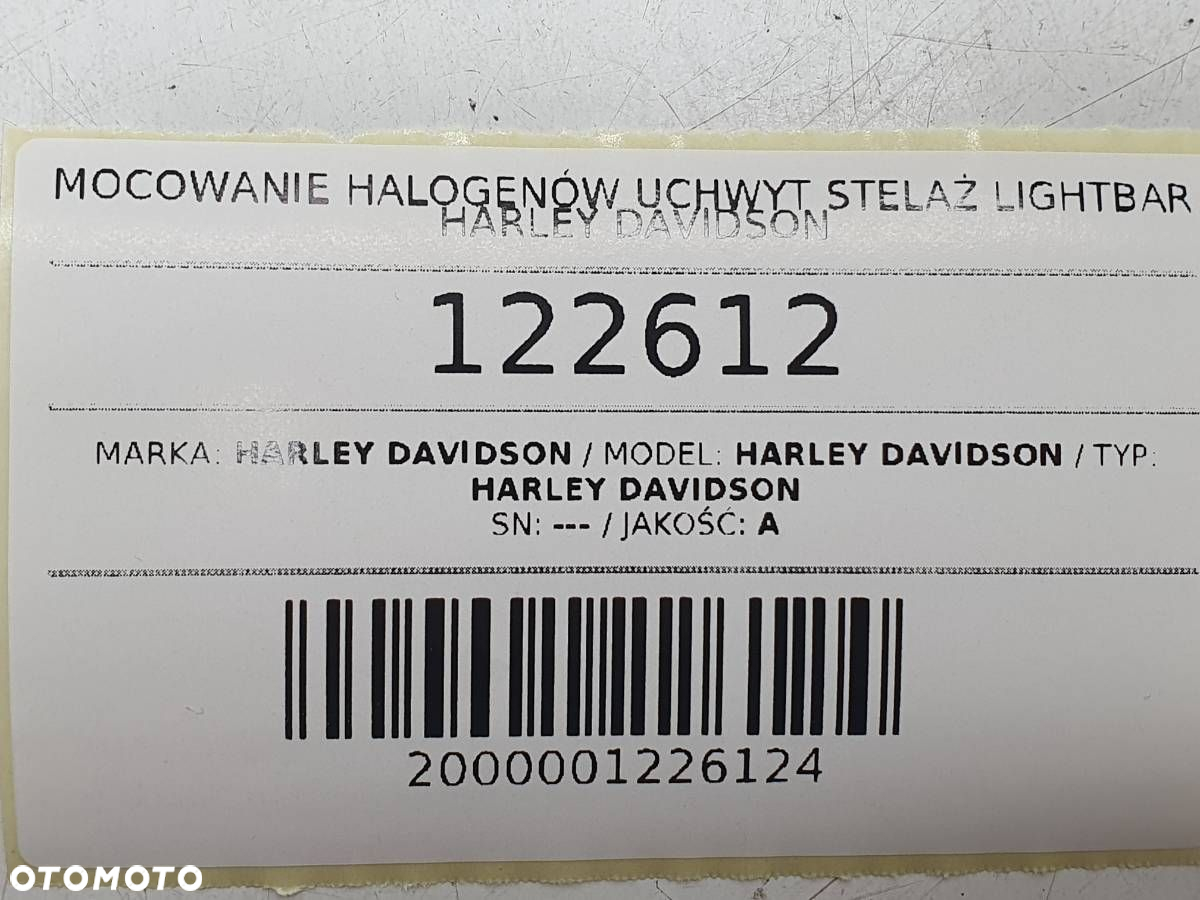 MOCOWANIE HALOGENÓW UCHWYT STELAŻ LIGHTBAR
HARLEY DAVIDSON
122612
MARKA: HARLEY DAVIDSON / MODEL: HARLEY DAVIDSON / TYP:
HARLEY DAVIDSON
SN: --- / JAKOŚĆ: A
2000001226124
OTOMOTO